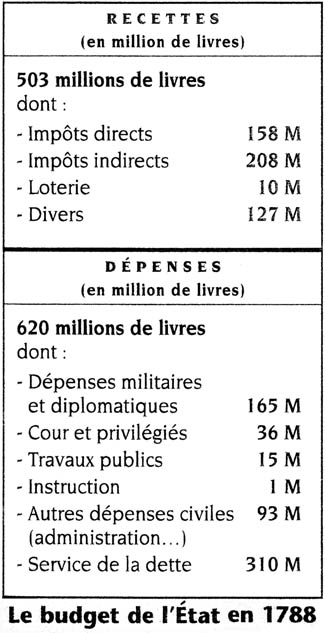 RECETTES
(en million de livres)
503 millions de livres
dont :
- Impôts directs 158 M
- Impôts indirects 208 M
- Loterie 10 M
- Divers 127 M
DÉPENSES
(en million de livres)
620 millions de livres
dont :
- Dépenses militaires
et diplomatiques 165 M
- Cour et privilégiés 36 M
- Travaux publics 15 M
- Instruction 1 M
- Autres dépenses civiles 93 M
(administration...)
- Service de la dette 310 M
Le budget de l'État en 1788